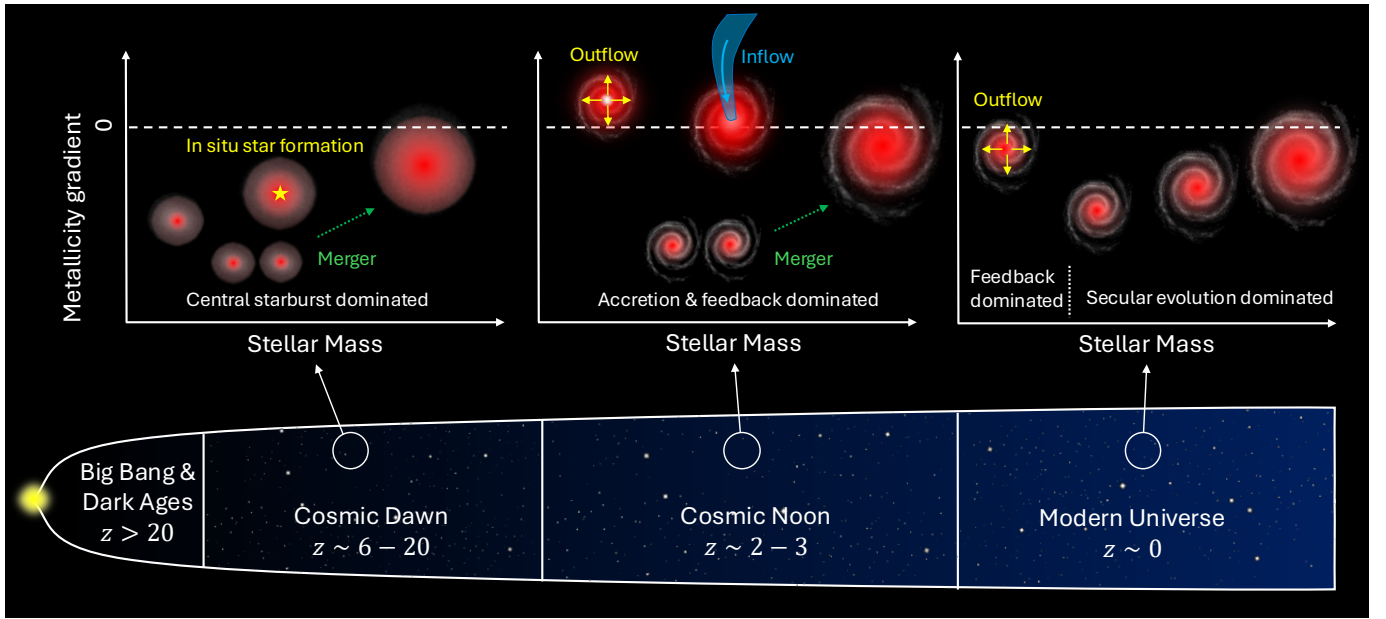 Metallicity gradient
0
In situ star formation
Merger
Central starburst dominated
Stellar Mass
Outflow
Inflow
Merger
Accretion & feedback dominated
Stellar Mass
Outflow
Feedback
dominated
Secular evolution dominated
Stellar Mass
Big Bang &
Dark Ages
z > 20
Cosmic Dawn
z ~ 6 − 20
Cosmic Noon
z ~ 2 − 3
Modern Universe
z ~ 0